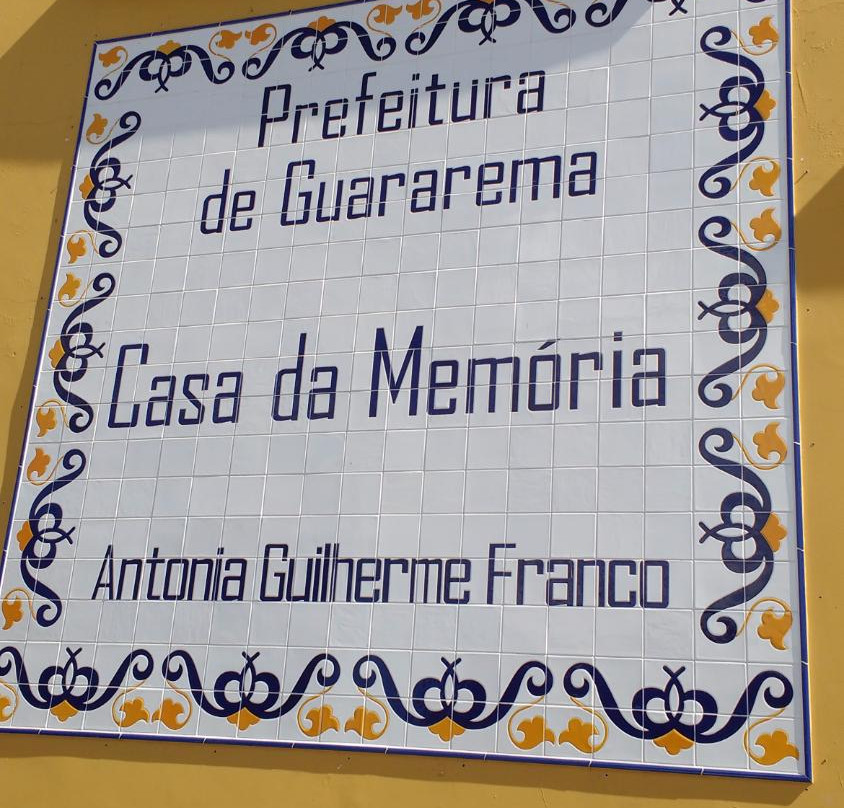 Prefeitura
de Guararema
Casa da Memória
Antonia Guilherme Franco